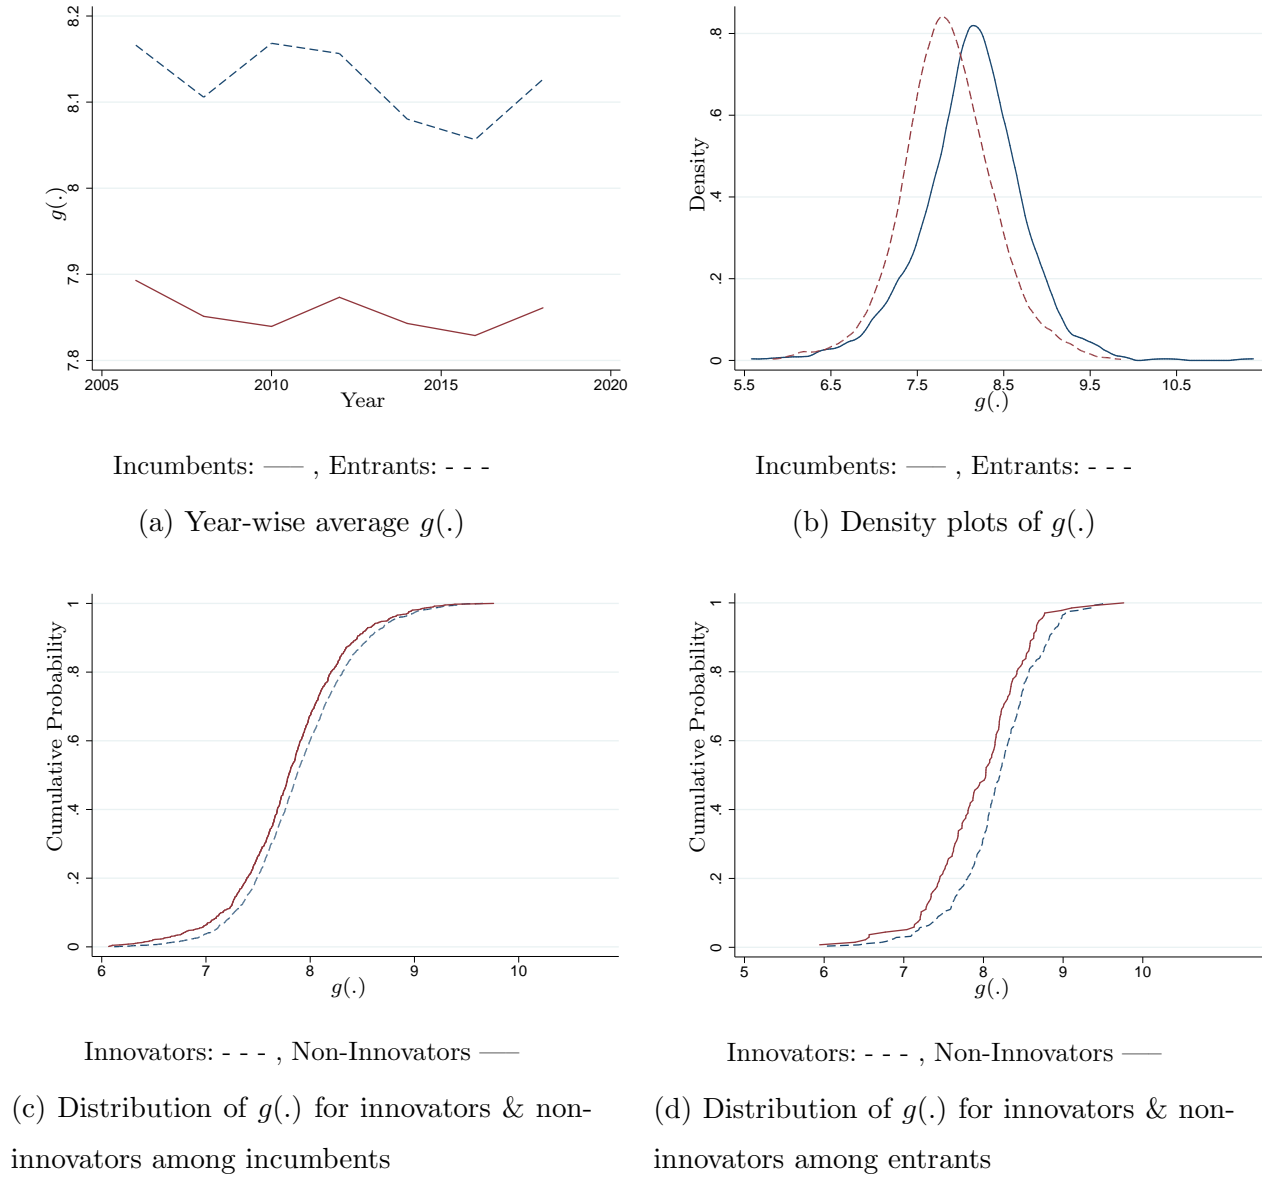 8.2
8.1
8
7.9
7.8
g(.)
2005 2010 2015 2020
Year
Incumbents: —— , Entrants: - - -
(a) Year-wise average g(.)
.8
.6
.4
.2
0
Density
5.5 6.5 7.5 8.5 9.5 10.5
g(.)
Incumbents: —— , Entrants: - - -
(b) Density plots of g(.)
1
.8
.6
.4
.2
0
Cumulative Probability
6 7 8 9 10
g(.)
Innovators: - - - , Non-Innovators ——
(c) Distribution of g(.) for innovators & non-
innovators among incumbents
1
.8
.6
.4
.2
0
Cumulative Probability
5 6 7 8 9 10
g(.)
Innovators: - - - , Non-Innovators ——
(d) Distribution of g(.) for innovators & non-
innovators among entrants